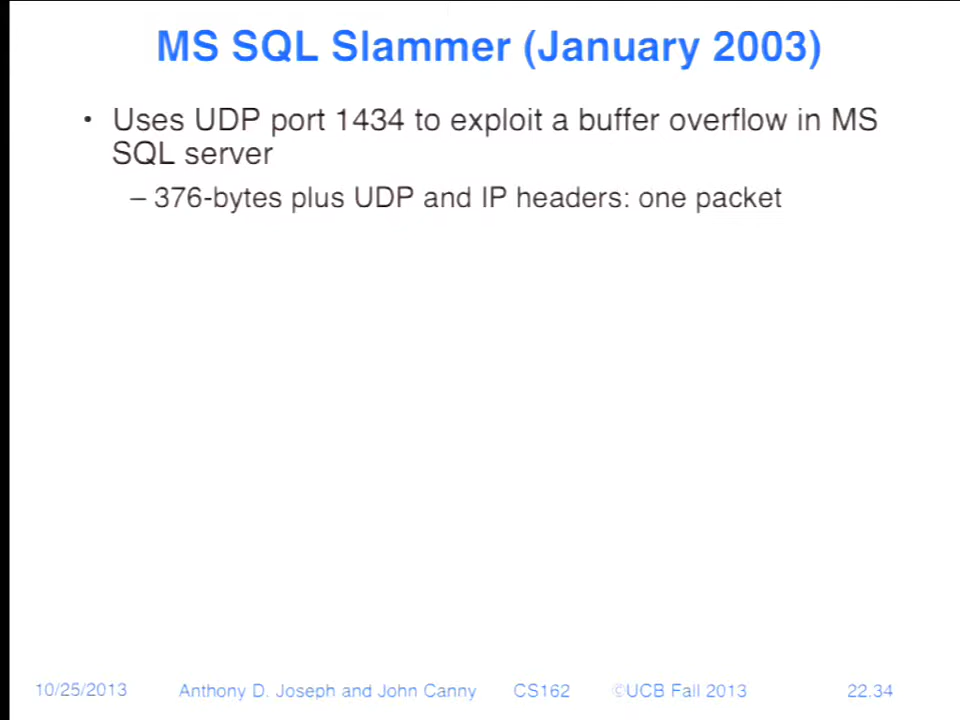 MS SQL Slammer (January 2003)
• Uses UDP port 1434 to exploit a buffer overflow in MS
SQL server
– 376-bytes plus UDP and IP headers: one packet
10/25/2013 Anthony D. Joseph and John Canny CS162 ©UCB Fall 2013 22.34